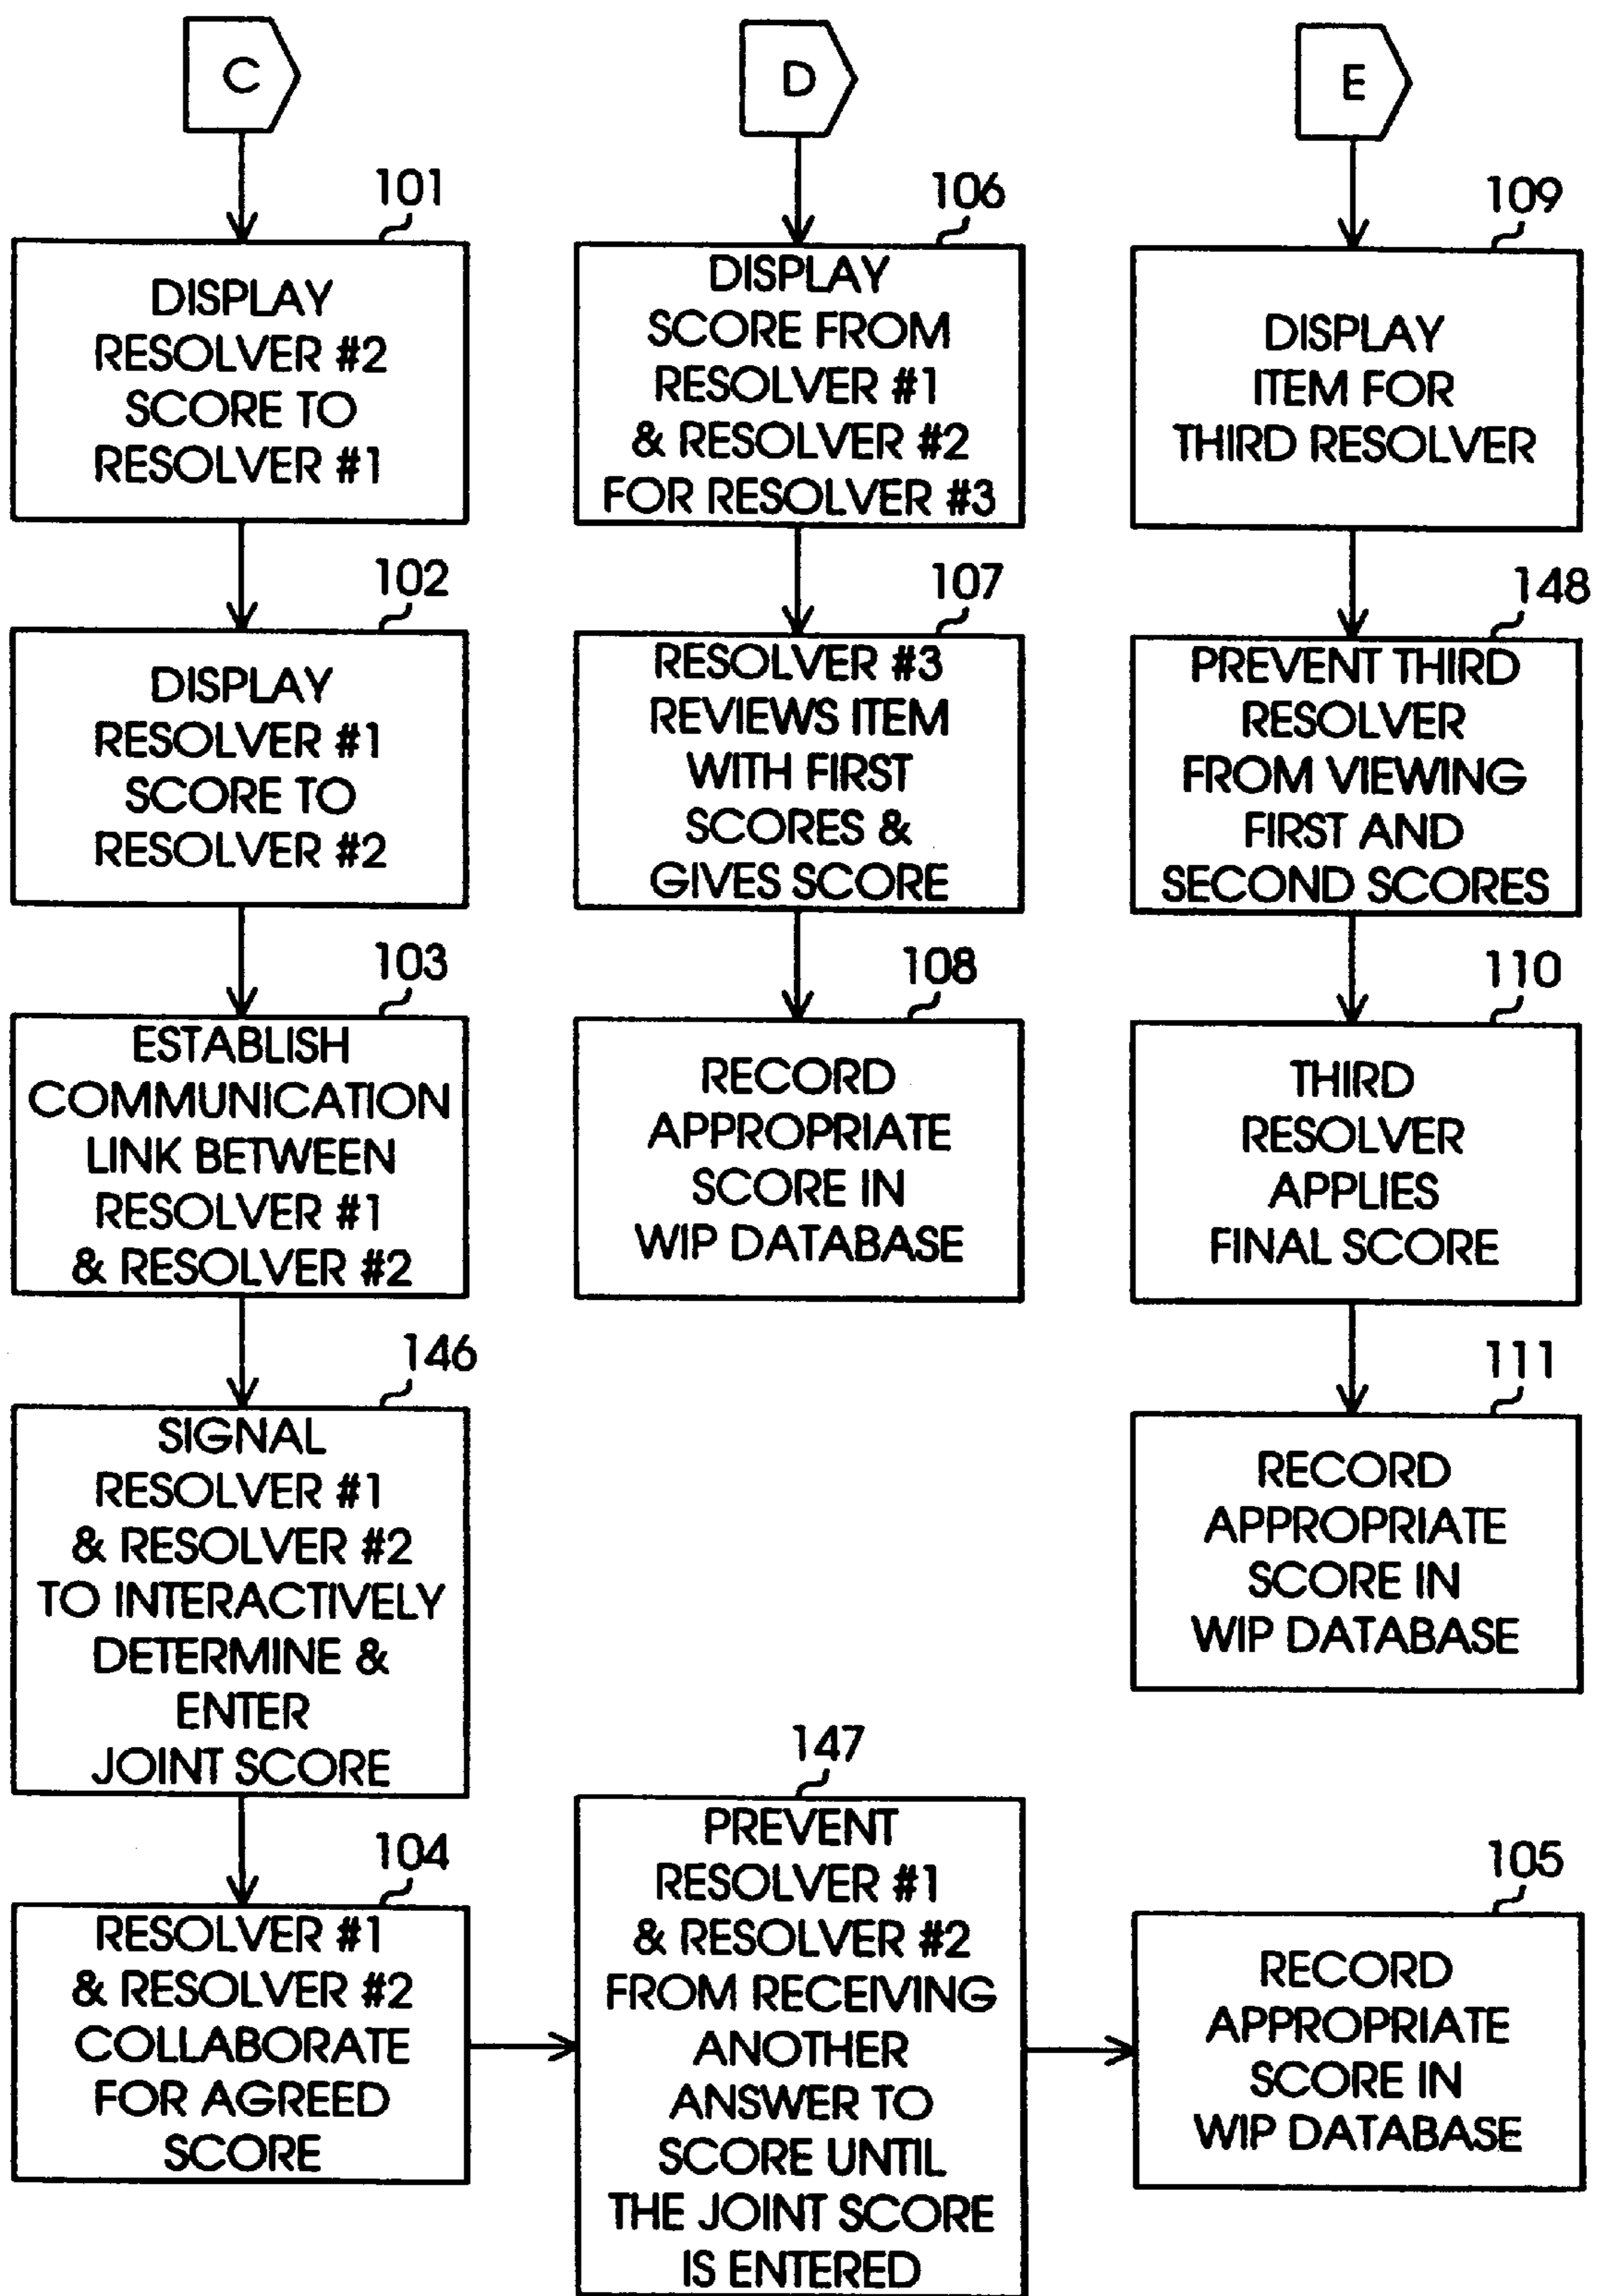 C
101
DISPLAY
RESOLVER #2
SCORE TO
RESOLVER #1
102
DISPLAY
RESOLVER #1
SCORE TO
RESOLVER #2
103
ESTABLISH
COMMUNICATION
LINK BETWEEN
RESOLVER #1
& RESOLVER #2
146
SIGNAL
RESOLVER #1
& RESOLVER #2
TO INTERACTIVELY
DETERMINE &
ENTER
JOINT SCORE
104
RESOLVER #1
& RESOLVER #2
COLLABORATE
FOR AGREED
SCORE
147
PREVENT
RESOLVER #1
& RESOLVER #2
FROM RECEIVING
ANOTHER
ANSWER TO
SCORE UNTIL
THE JOINT SCORE
IS ENTERED
105
RECORD
APPROPRIATE
SCORE IN
WIP DATABASE
D
106
DISPLAY
SCORE FROM
RESOLVER #1
& RESOLVER #2
FOR RESOLVER #3
107
RESOLVER #3
REVIEWS ITEM
WITH FIRST
SCORES &
GIVES SCORE
108
RECORD
APPROPRIATE
SCORE IN
WIP DATABASE
E
109
DISPLAY
ITEM FOR
THIRD RESOLVER
148
PREVENT THIRD
RESOLVER
FROM VIEWING
FIRST AND
SECOND SCORES
110
THIRD
RESOLVER
APPLIES
FINAL SCORE
111
RECORD
APPROPRIATE
SCORE IN
WIP DATABASE